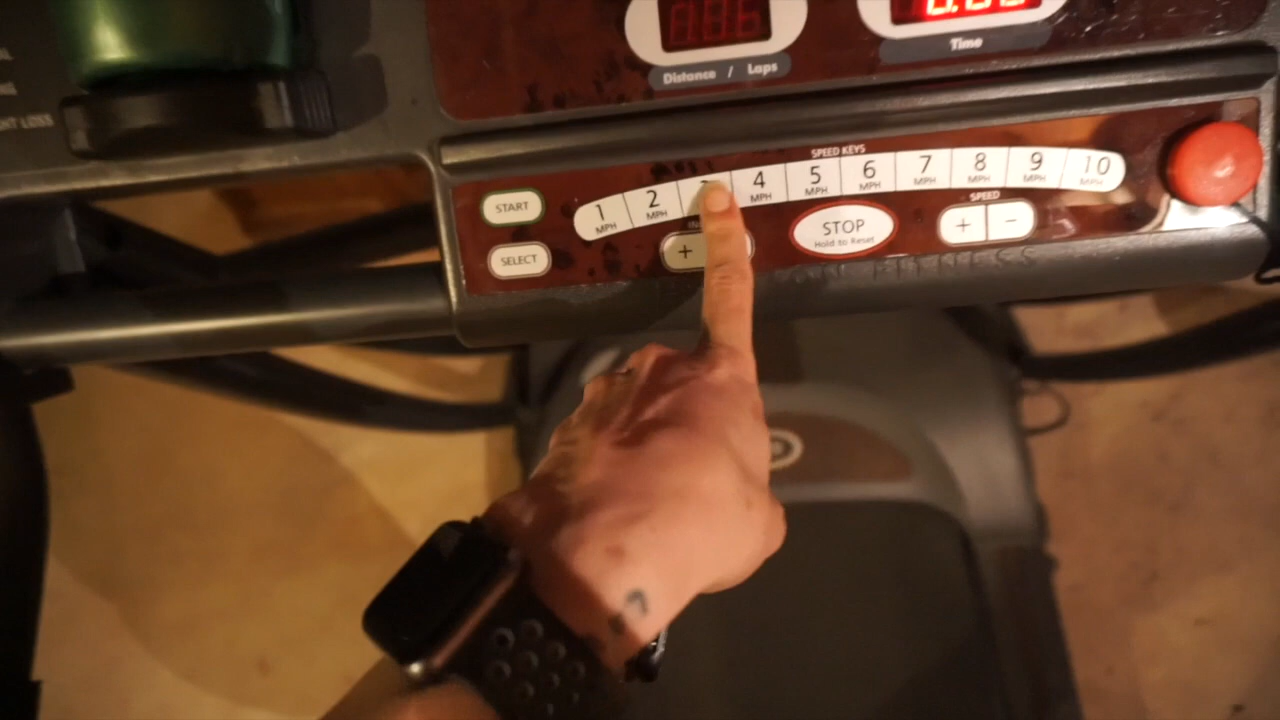 Distance / Laps
Time
SPEED KEYS
START
1 MPH
2 MPH
4 MPH
5 MPH
6 MPH
7 MPH
8 MPH
9 MPH
10 MPH
SELECT
+
STOP
Hold to Reset
SPEED
+ -
FITNESS